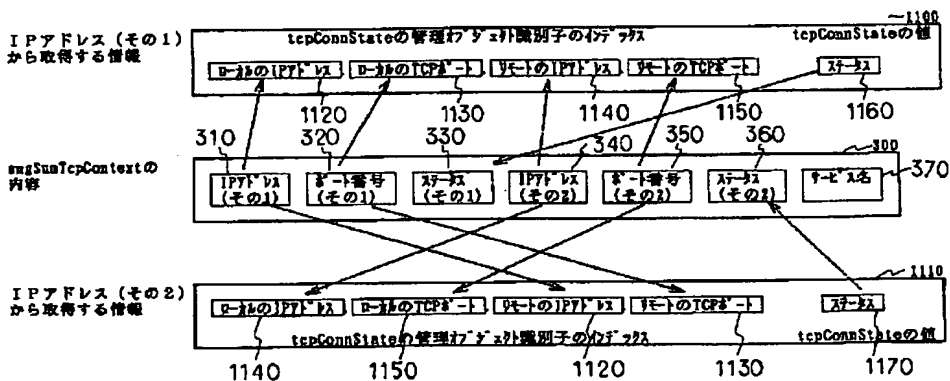 1100
IPアドレス(その1)
から取得する情報
tcpConnStateの管理オブジェクト識別子のインデックス
tcpConnStateの値
ローカルのIPアドレス
ローカルのTCPポート
リモートのIPアドレス
リモートのTCPポート
ステータス
1120
1130
1140
1150
1160
310
320
330
340
350
360
300
の内容
IPアドレス
(その1)
ポート番号
(その1)
ステータス
(その1)
IPアドレス
(その2)
ポート番号
(その2)
ステータス
(その2)
サービス名
370
1110
IPアドレス(その2)
から取得する情報
ローカルのIPアドレス
ローカルのTCPポート
リモートのIPアドレス
リモートのTCPポート
ステータス
tcpConnStateの管理オブジェクト識別子のインデックス
tcpConnStateの値
1140
1150
1120
1130
1170